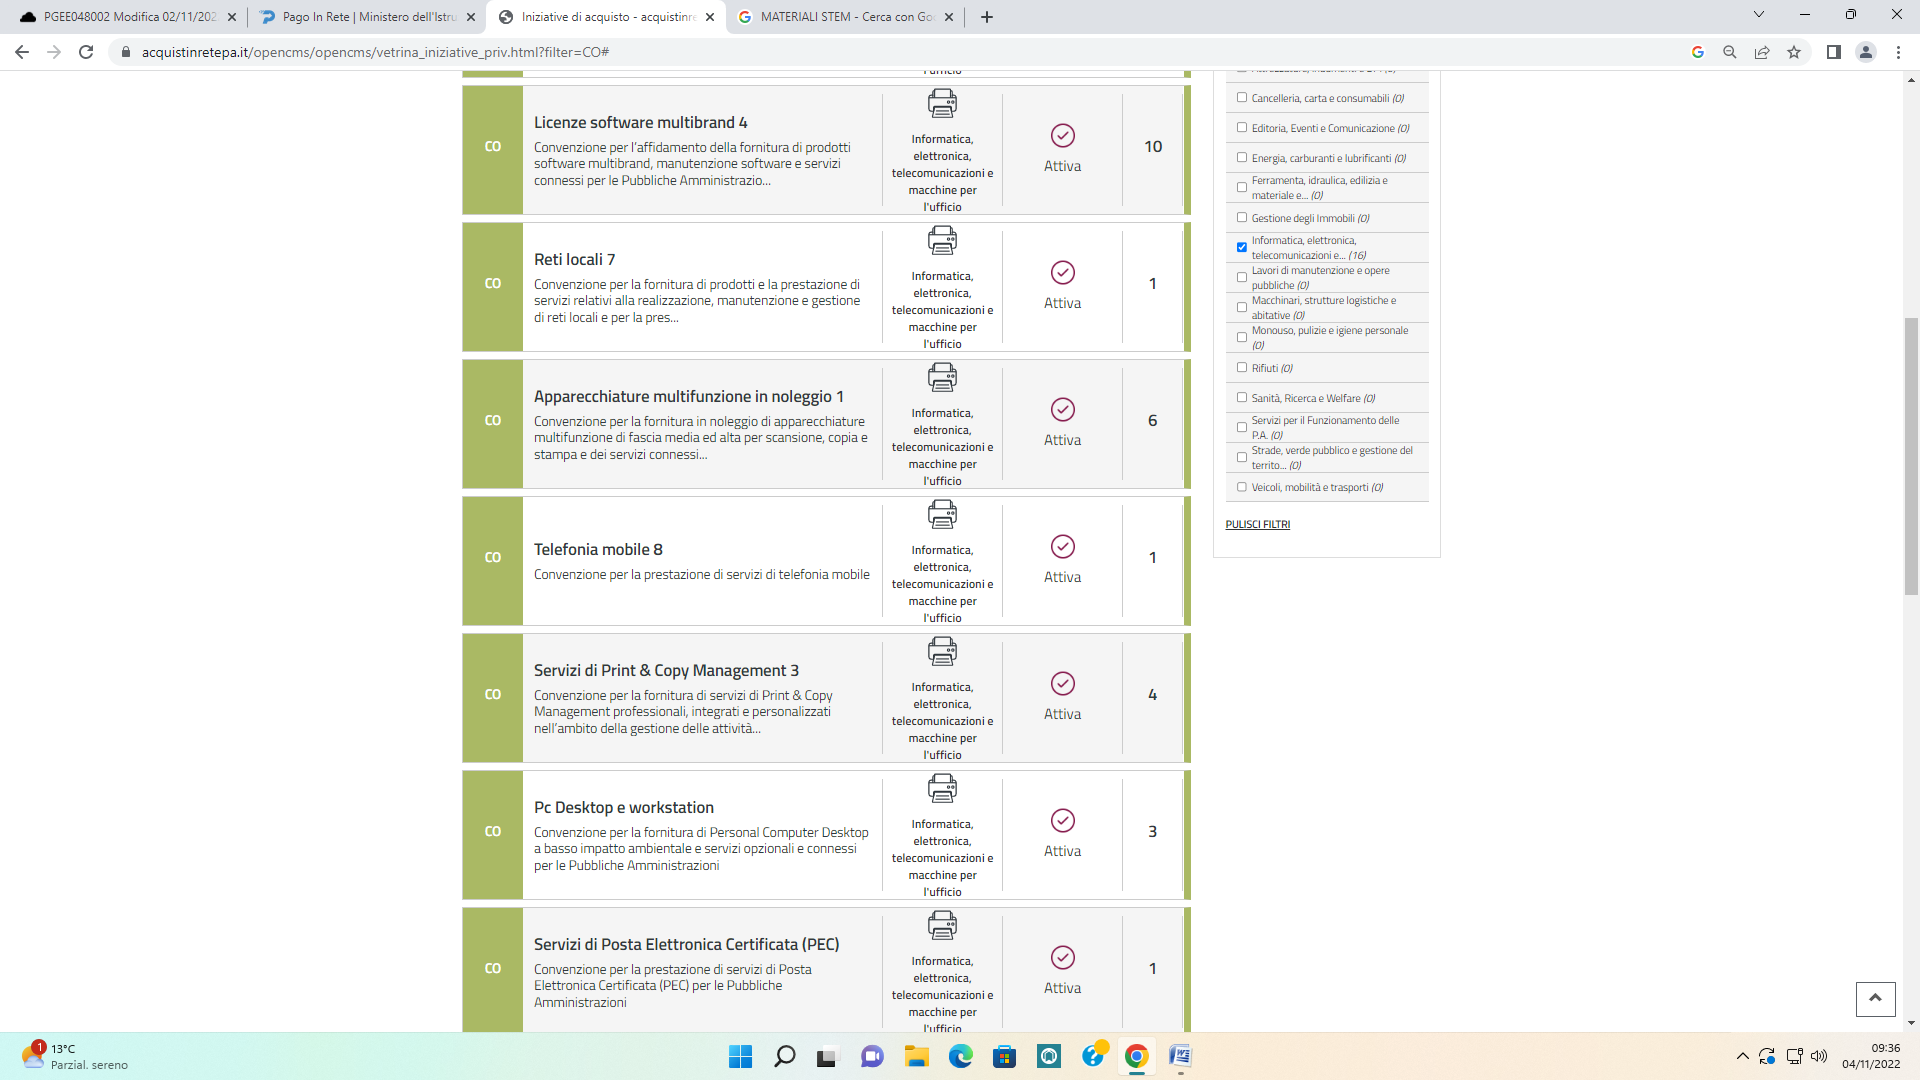 PGEE048002 Modifica 02/11/202
Pago In Rete | Ministero dell'Istru
Iniziative di acquisto - acquistinre
MATERIALI STEM - Cerca con Goo
acquistinretepa.it/opencms/opencms/vetrina_iniziative_priv.html?filter=CO#
l'ufficio
CO
Licenze software multibrand 4
Convenzione per l'affidamento della fornitura di prodotti
software multibrand, manutenzione software e servizi
connessi per le Pubbliche Amministrazio...
Informatica,
elettronica,
telecomunicazioni e
macchine per
l'ufficio
Attiva
10
CO
Reti locali 7
Convenzione per la fornitura di prodotti e la prestazione di
servizi relativi alla realizzazione, manutenzione e gestione
di reti locali e per la pres...
Informatica,
elettronica,
telecomunicazioni e
macchine per
l'ufficio
Attiva
1
CO
Apparecchiature multifunzione in noleggio 1
Convenzione per la fornitura in noleggio di apparecchiature
multifunzione di fascia media ed alta per scansione, copia e
stampa e dei servizi connessi...
Informatica,
elettronica,
telecomunicazioni e
macchine per
l'ufficio
Attiva
6
CO
Telefonia mobile 8
Convenzione per la prestazione di servizi di telefonia mobile
Informatica,
elettronica,
telecomunicazioni e
macchine per
l'ufficio
Attiva
1
CO
Servizi di Print & Copy Management 3
Convenzione per la fornitura di servizi di Print & Copy
Management professionali, integrati e personalizzati
nell'ambito della gestione delle attività...
Informatica,
elettronica,
telecomunicazioni e
macchine per
l'ufficio
Attiva
4
CO
Pc Desktop e workstation
Convenzione per la fornitura di Personal Computer Desktop
a basso impatto ambientale e servizi opzionali e connessi
per le Pubbliche Amministrazioni
Informatica,
elettronica,
telecomunicazioni e
macchine per
l'ufficio
Attiva
3
CO
Servizi di Posta Elettronica Certificata (PEC)
Convenzione per la prestazione di servizi di Posta
Elettronica Certificata (PEC) per le Pubbliche
Amministrazioni
Informatica,
elettronica,
telecomunicazioni e
macchine per
l'ufficio
Attiva
1
Cancelleria, carta e consumabili (0)
Editoria, Eventi e Comunicazione (0)
Energia, carburanti e lubrificanti (0)
Ferramenta, idraulica, edilizia e
materiale e... (0)
Gestione degli Immobili (0)
Informatica, elettronica,
telecomunicazioni e... (16)
Lavori di manutenzione e opere
pubbliche (0)
Macchinari, strutture logistiche e
abitative (0)
Monouso, pulizie e igiene personale
(0)
Rifiuti (0)
Sanità, Ricerca e Welfare (0)
Servizi per il Funzionamento delle
P.A. (0)
Strade, verde pubblico e gestione del
territo... (0)
Veicoli, mobilità e trasporti (0)
PULISCI FILTRI
1
13°C
Parzial. sereno
09:36
04/11/2022